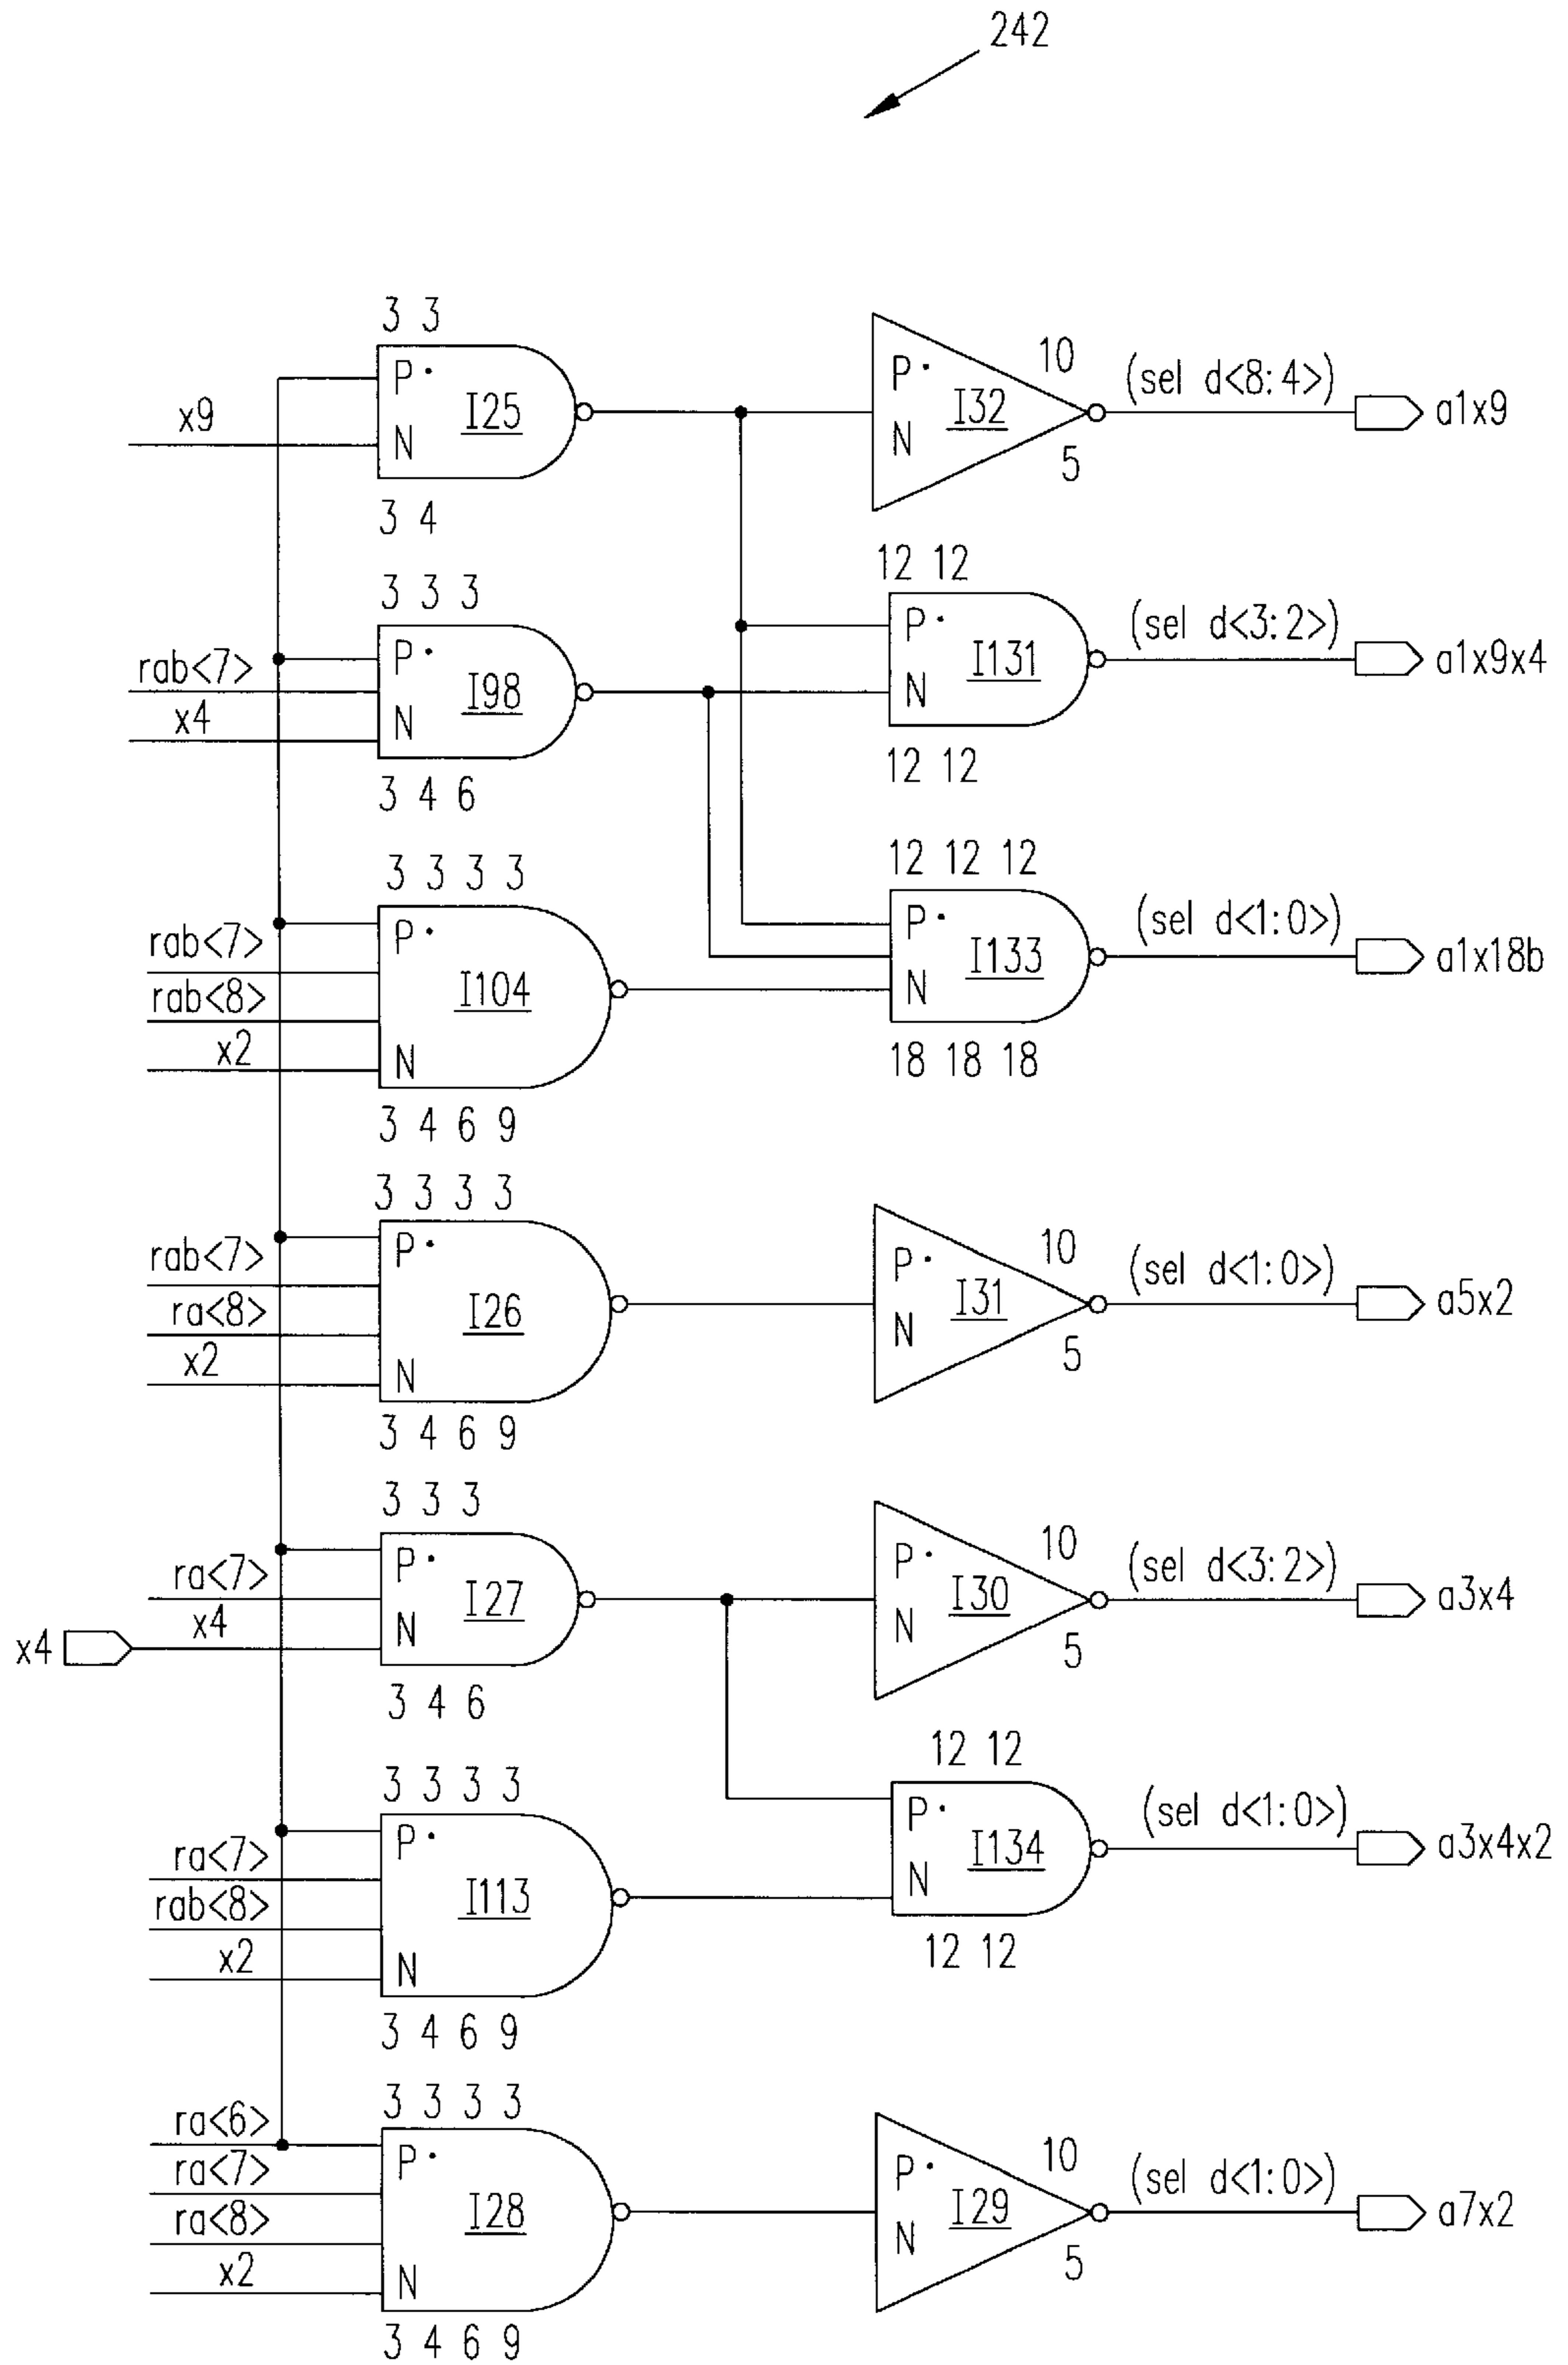 242
3 3
P
I25
N
x9
3 4
P
I32
N
10
5
(sel d<8:4>)
a1x9
3 3 3
rab<7>
x4
P
I98
N
3 4 6
12 12
P
I131
N
12 12
(sel d<3:2>)
a1x9x4
3 3 3 3
rab<7>
rab<8>
x2
P
I104
N
3 4 6 9
12 12 12
P
I133
N
18 18 18
(sel d<1:0>)
a1x18b
3 3 3 3
rab<7>
ra<8>
x2
P
I26
N
3 4 6 9
P
I31
N
10
5
(sel d<1:0>)
a5x2
3 3 3
ra<7>
x4
x4
P
I27
N
3 4 6
P
I30
N
10
5
(sel d<3:2>)
a3x4
3 3 3 3
ra<7>
rab<8>
x2
P
I113
N
3 4 6 9
12 12
P
I134
N
12 12
(sel d<1:0>)
a3x4x2
3 3 3 3
ra<6>
ra<7>
ra<8>
x2
P
I28
N
3 4 6 9
P
I29
N
10
5
(sel d<1:0>)
a7x2